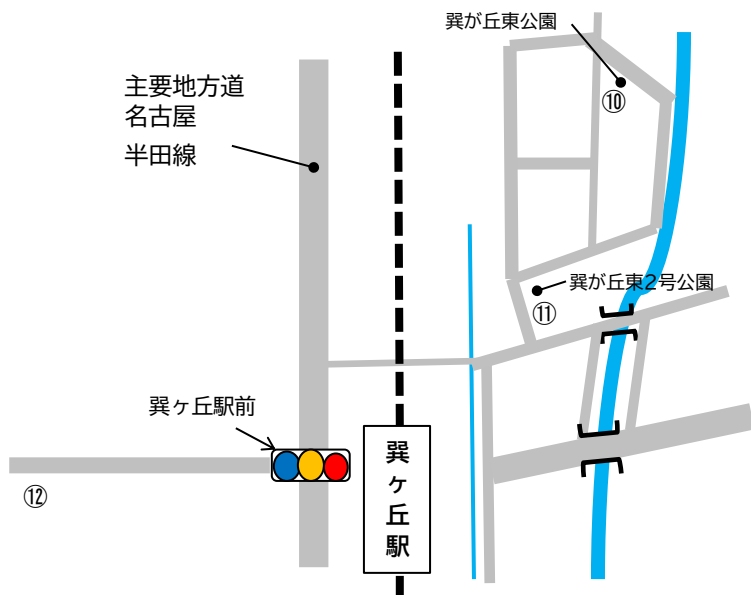 巽が丘東公園
⑩
主要地方道
名古屋
半田線
巽が丘東2号公園
⑪
巽ヶ丘駅前
巽ヶ丘駅
⑫